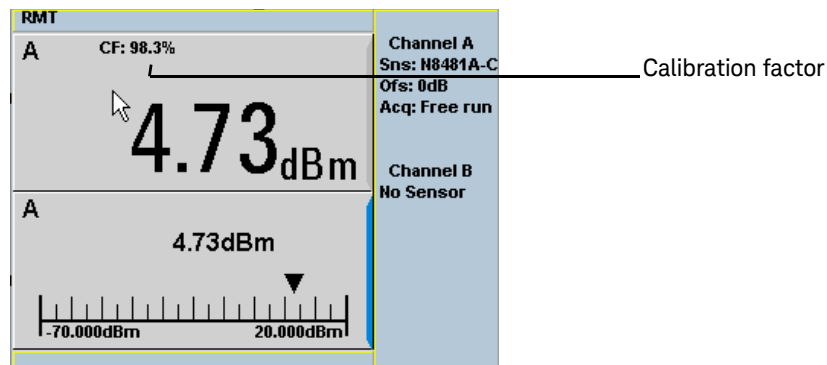 RMT
A CF: 98.3%
4.73dBm
A
4.73dBm
-70.000dBm 20.000dBm
Channel A
Sns: N8481A-C
Ofs: 0dB
Acq: Free run
Channel B
No Sensor
Calibration factor